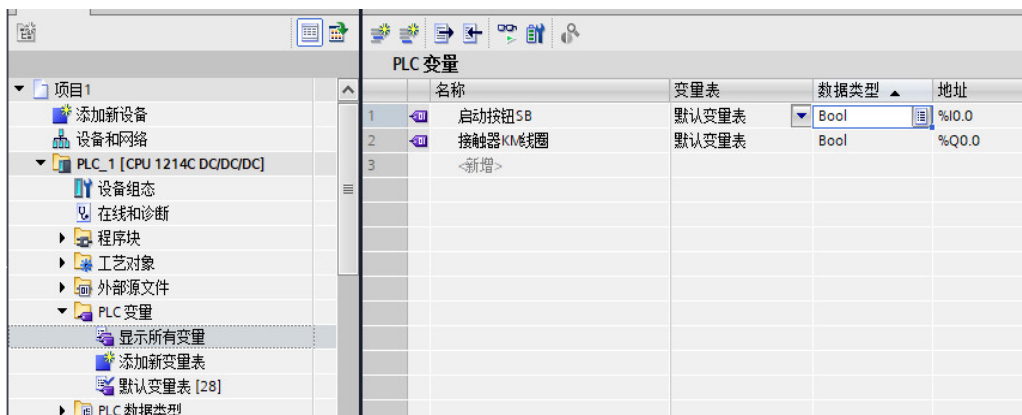 PLC 变量
名称 变量表 数据类型 地址
1 启动按钮SB 默认变量表 Bool %I0.0
2 接触器KM线圈 默认变量表 Bool %Q0.0
3 <新增>
项目1
添加新设备
设备和网络
PLC_1 [CPU 1214C DC/DC/DC]
设备组态
在线和诊断
程序块
工艺对象
外部源文件
PLC 变量
显示所有变量
添加新变量表
默认变量表 [28]
PLC 数据类型